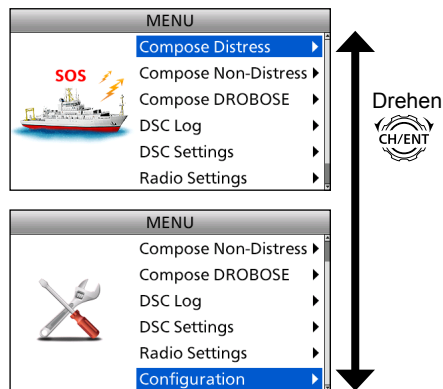 MENU
SOS
Compose Distress
Compose Non-Distress
Compose DROBOSE
DSC Log
DSC Settings
Radio Settings
Drehen
CH/ENT
MENU
Compose Non-Distress
Compose DROBOSE
DSC Log
DSC Settings
Radio Settings
Configuration